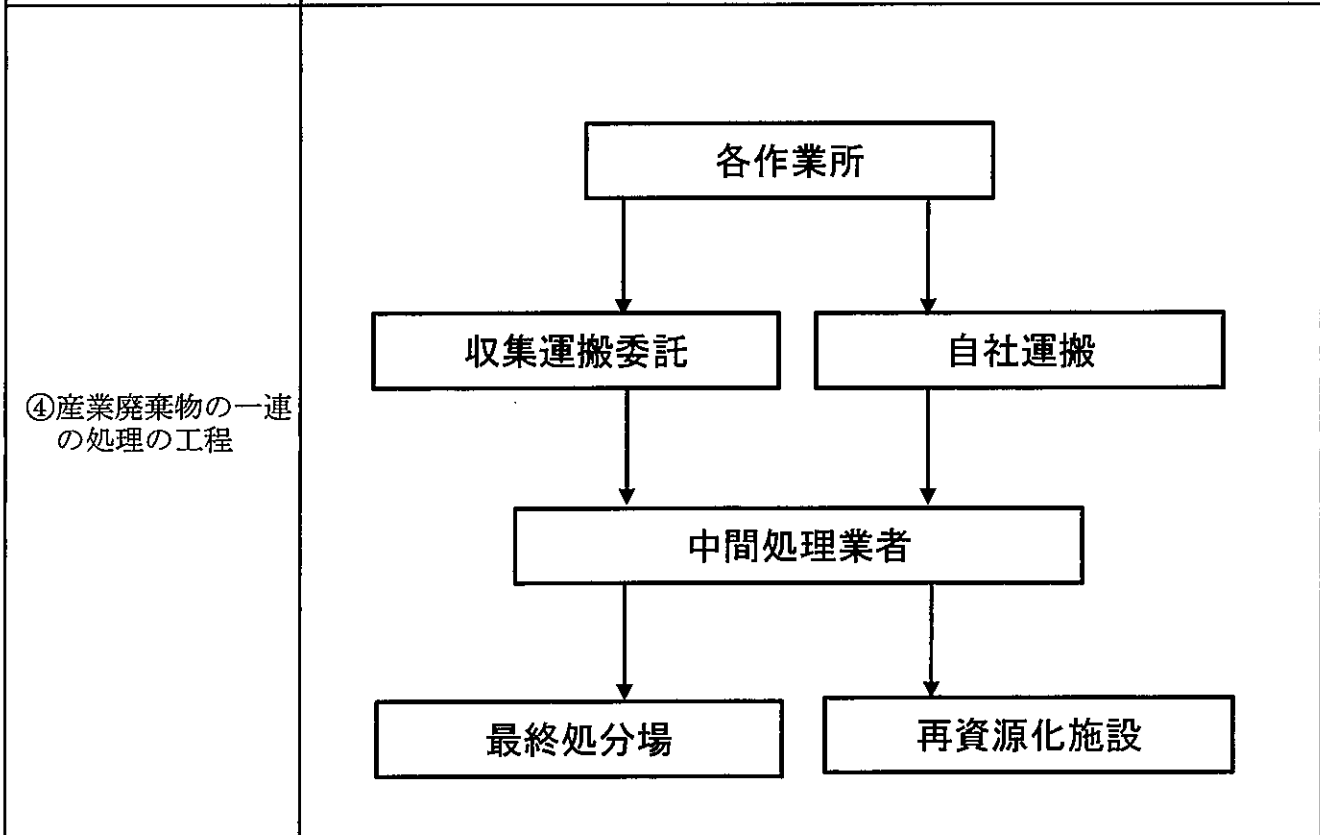 ④産業廃棄物の一連
の処理の工程
各作業所
収集運搬委託
自社運搬
中間処理業者
最終処分場
再資源化施設